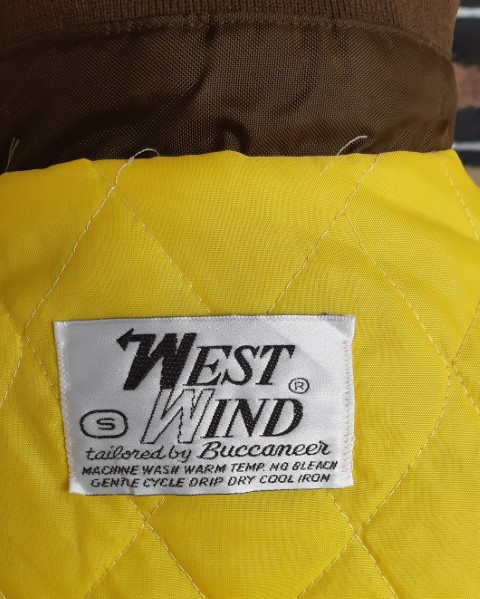 WEST
WIND ®
S
tailored by Buccaneer
MACHINE WASH WARM TEMP. NO BLEACH
GENTLE CYCLE DRIP DRY COOL IRON